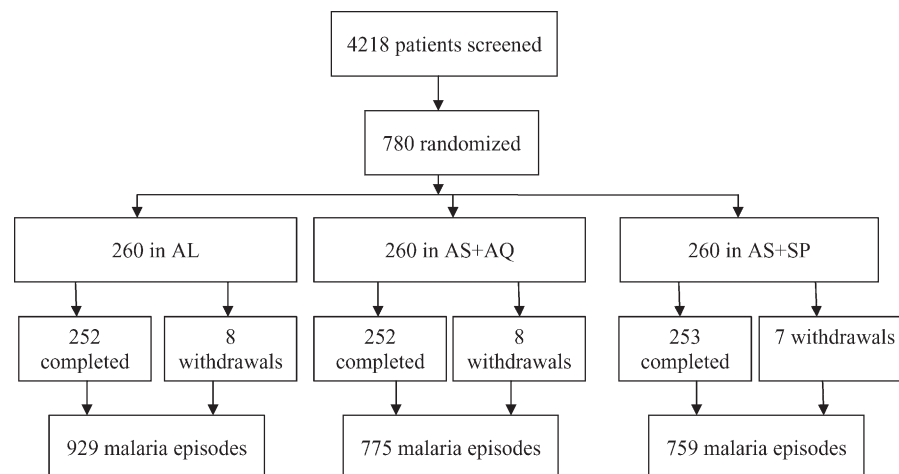 4218 patients screened
780 randomized
260 in AL
260 in AS+AQ
260 in AS+SP
252
completed
8
withdrawals
252
completed
8
withdrawals
253
completed
7 withdrawals
929 malaria episodes
775 malaria episodes
759 malaria episodes